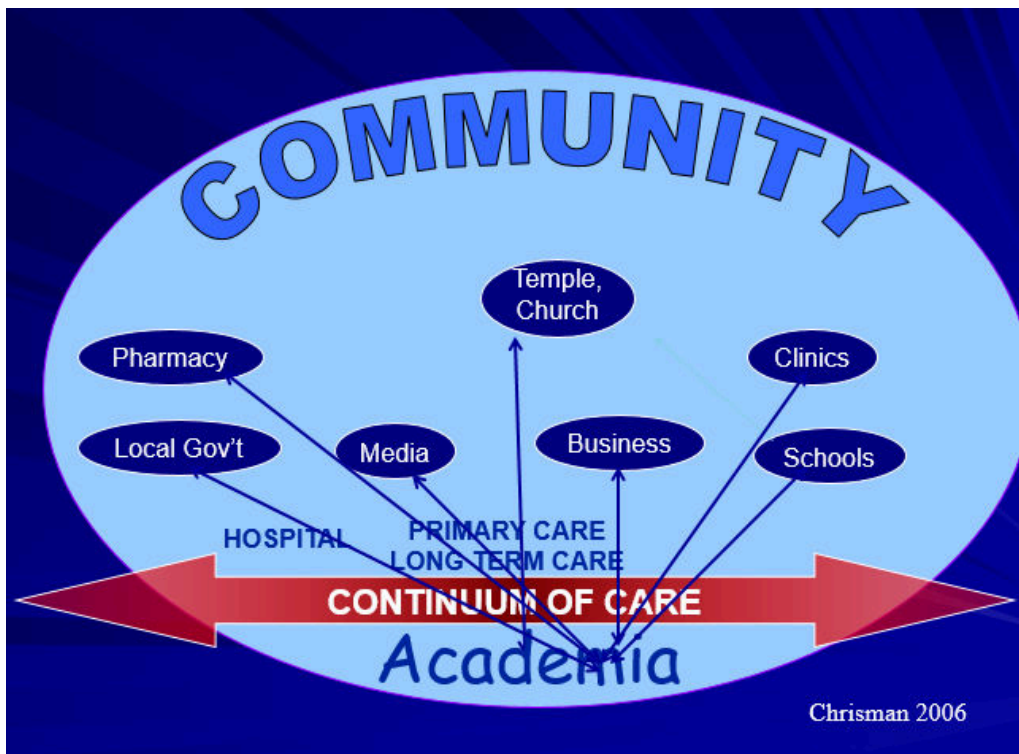 COMMUNITY
Temple,
Church
Pharmacy
Clinics
Local Gov't
Media
Business
Schools
HOSPITAL
PRIMARY CARE
LONG TERM CARE
CONTINUUM OF CARE
Academia
Chrisman 2006